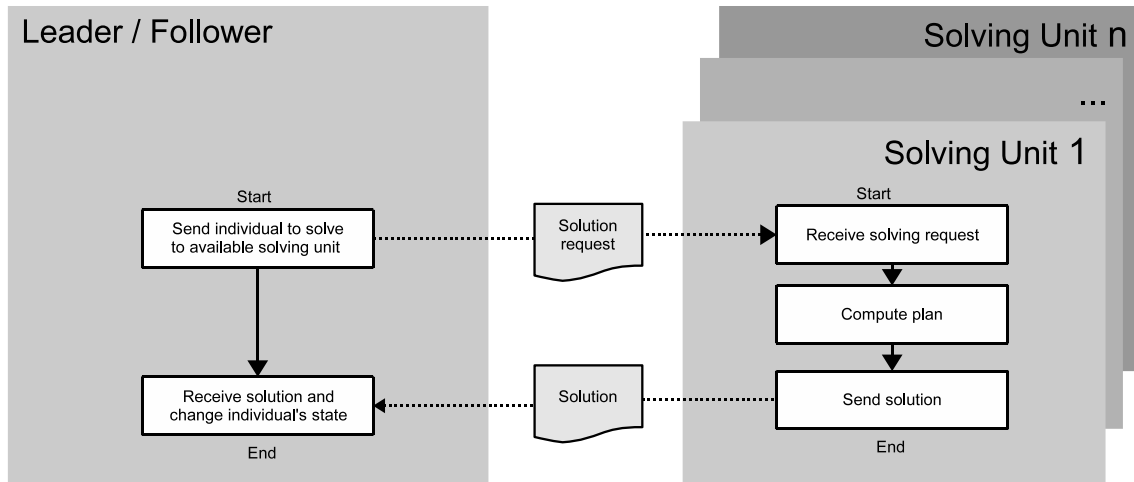 Leader / Follower
Solving Unit n
...
Solving Unit 1
Start
Send individual to solve
to available solving unit
Solution
request
Start
Receive solving request
Compute plan
Receive solution and
change individual's state
End
Solution
Send solution
End